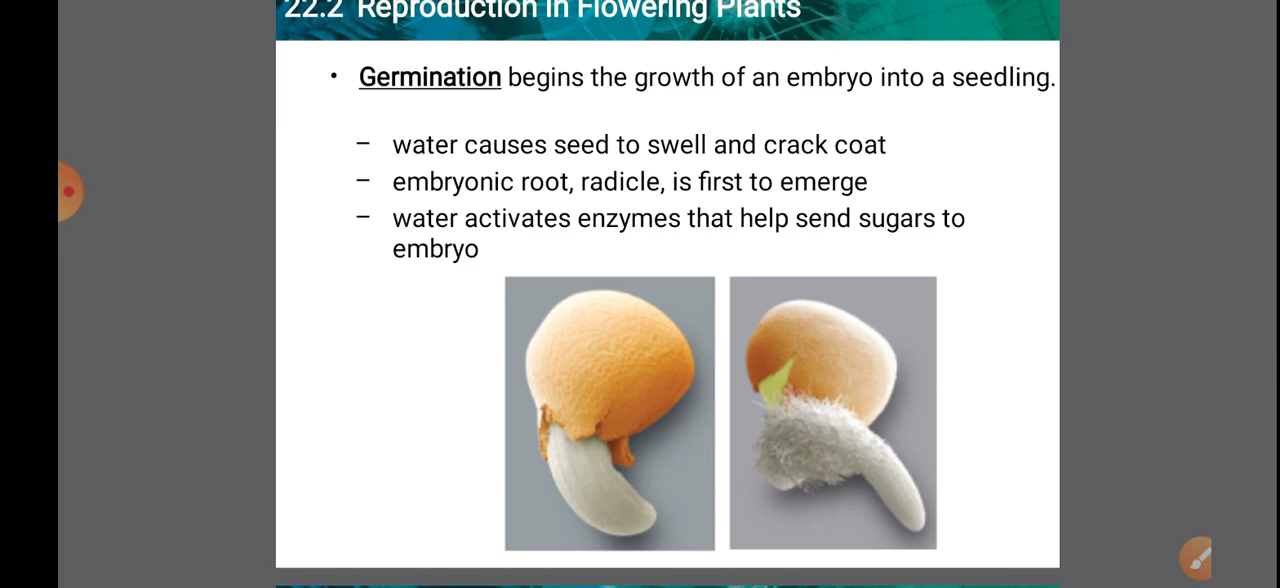 22.2 Reproduction in Flowering Plants
• Germination begins the growth of an embryo into a seedling.
– water causes seed to swell and crack coat
– embryonic root, radicle, is first to emerge
– water activates enzymes that help send sugars to
embryo